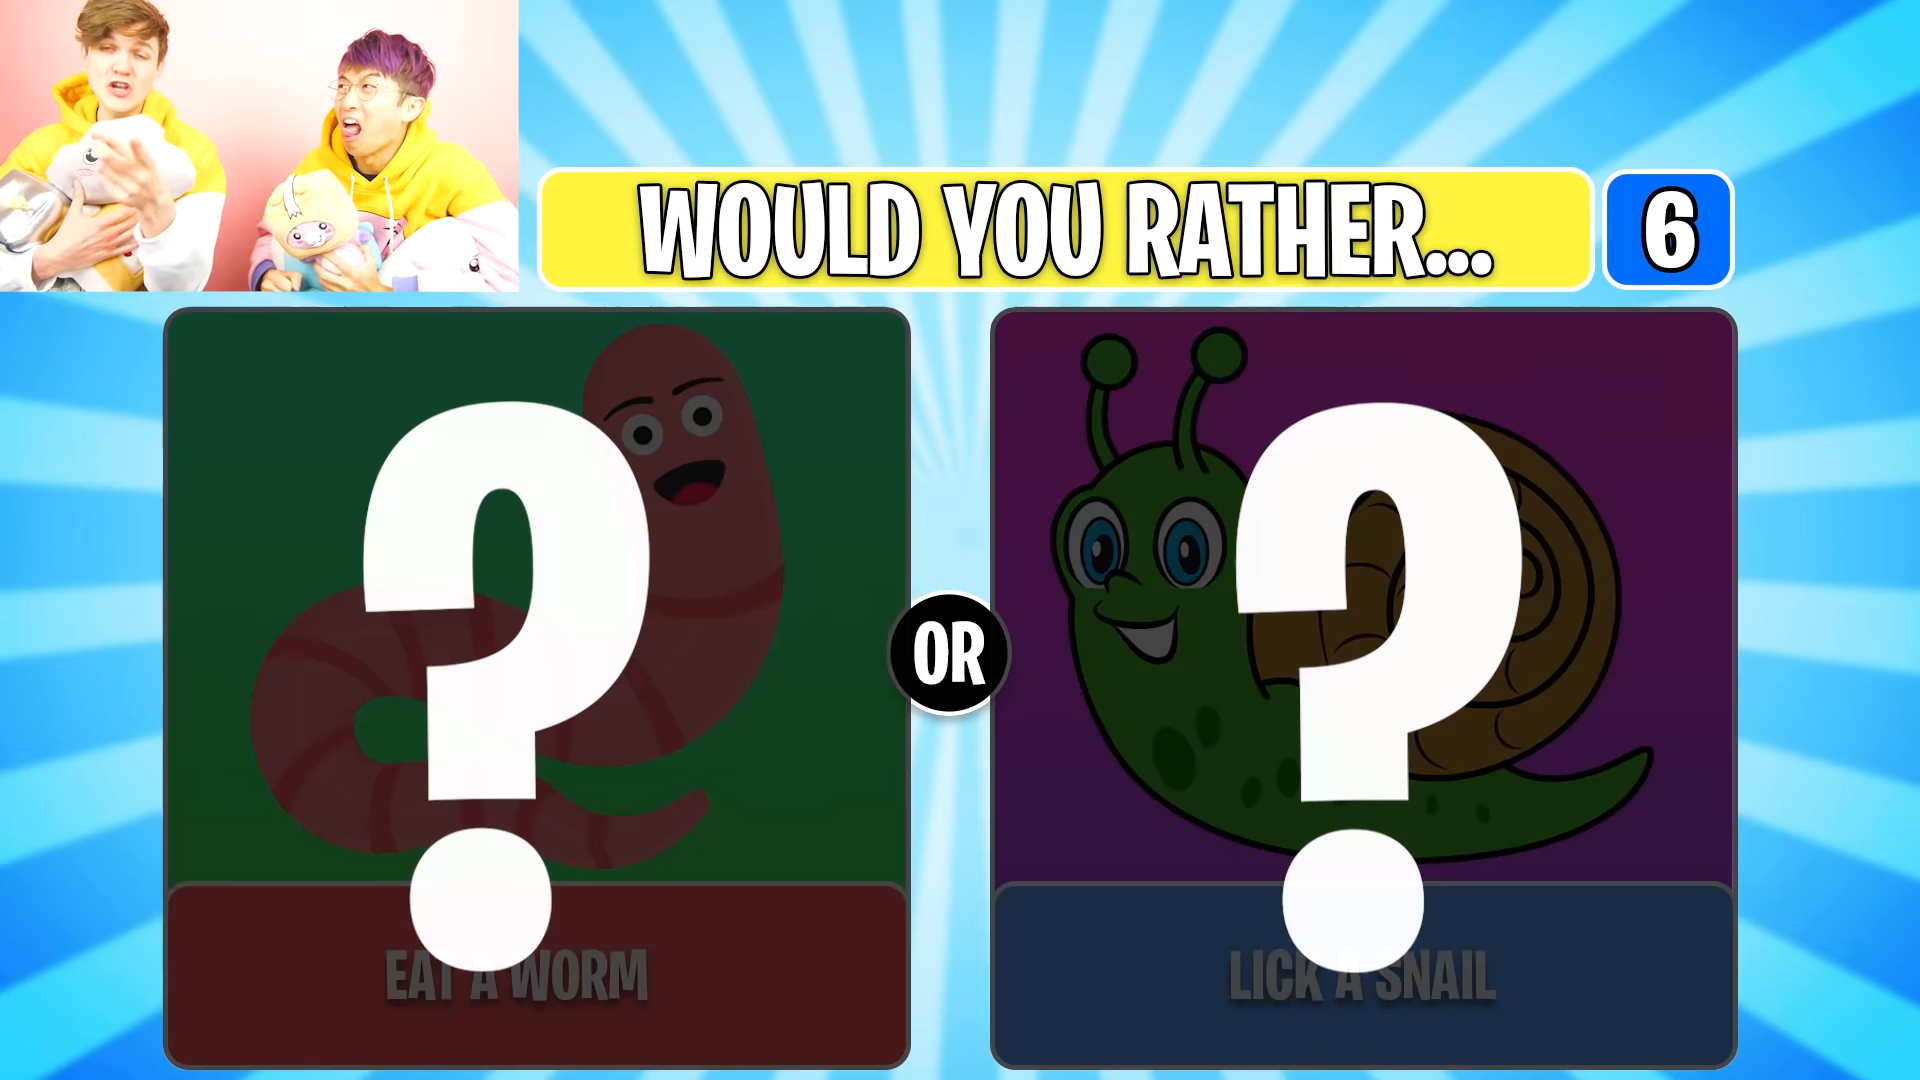 WOULD YOU RATHER...
6
?
?
OR
EAT A WORM
LICK A SNAIL